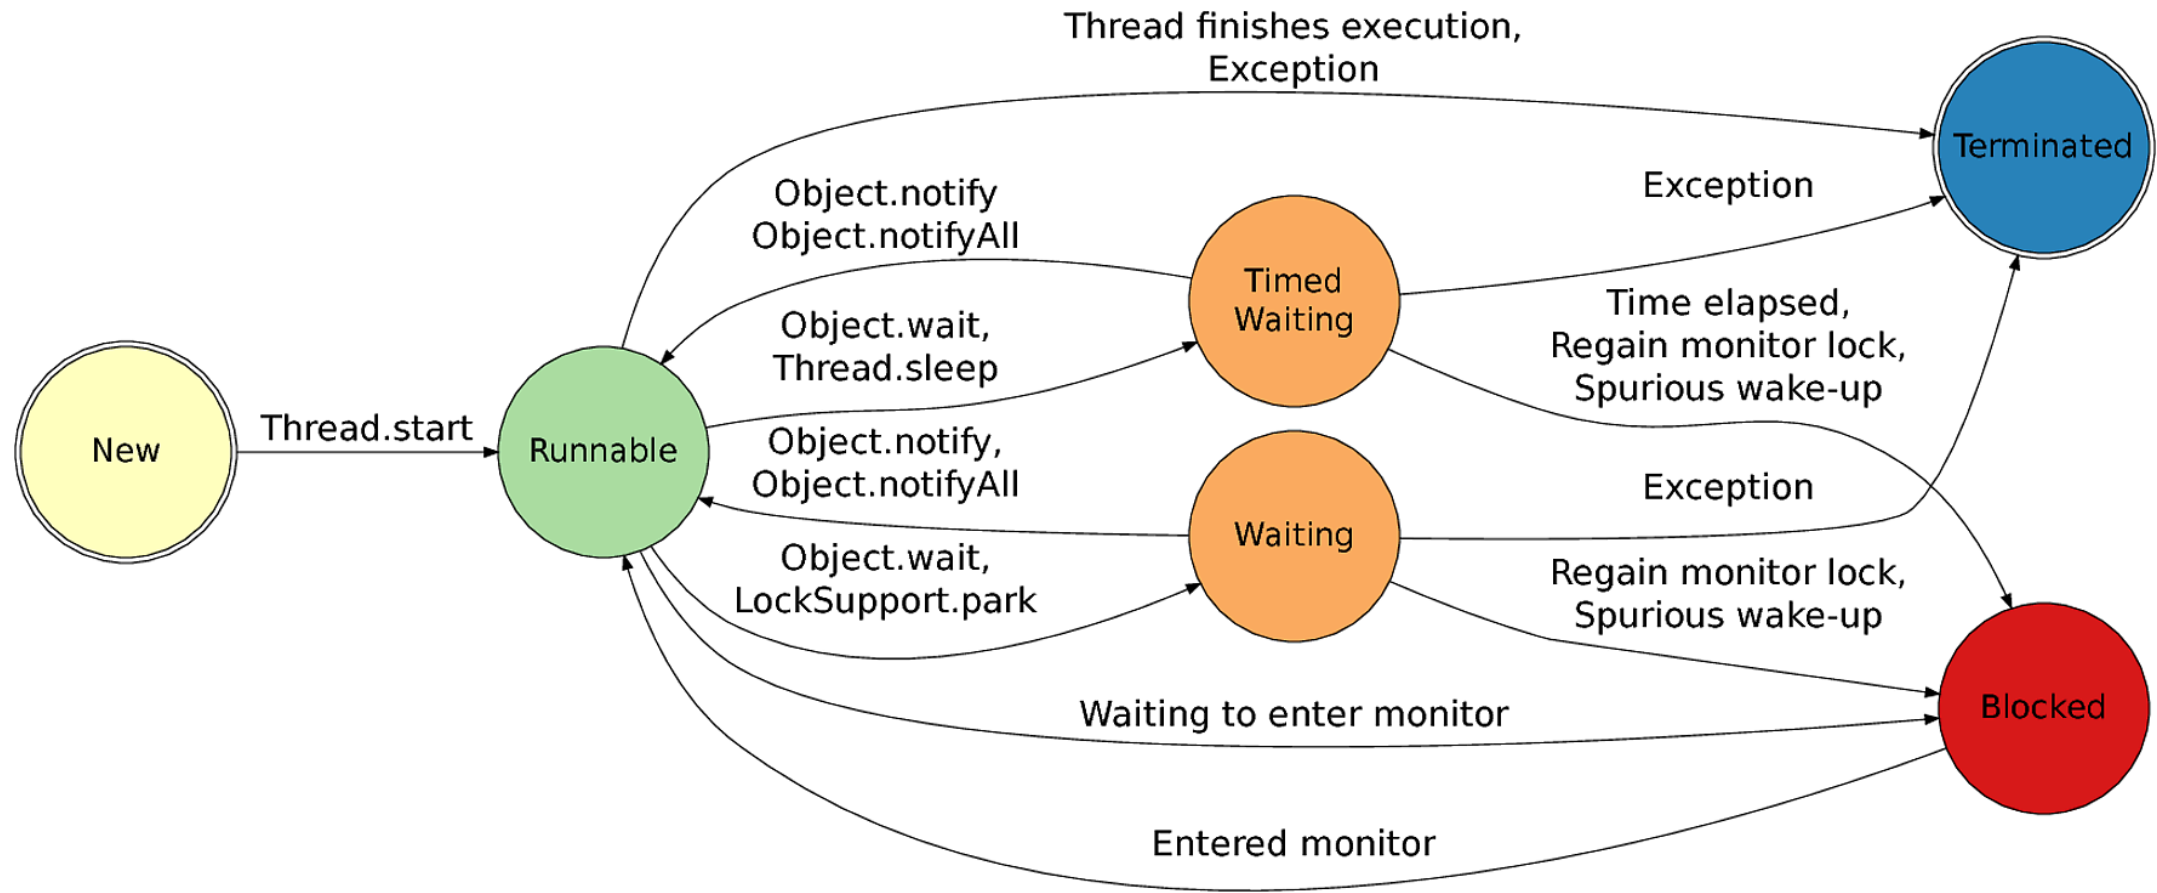 Thread finishes execution,
Exception
Terminated
Object.notify
Object.notifyAll
Exception
Timed
Waiting
Object.wait,
Thread.sleep
Time elapsed,
Regain monitor lock,
Spurious wake-up
New
Thread.start
Runnable
Object.notify,
Object.notifyAll
Waiting
Exception
Object.wait,
LockSupport.park
Regain monitor lock,
Spurious wake-up
Waiting to enter monitor
Blocked
Entered monitor